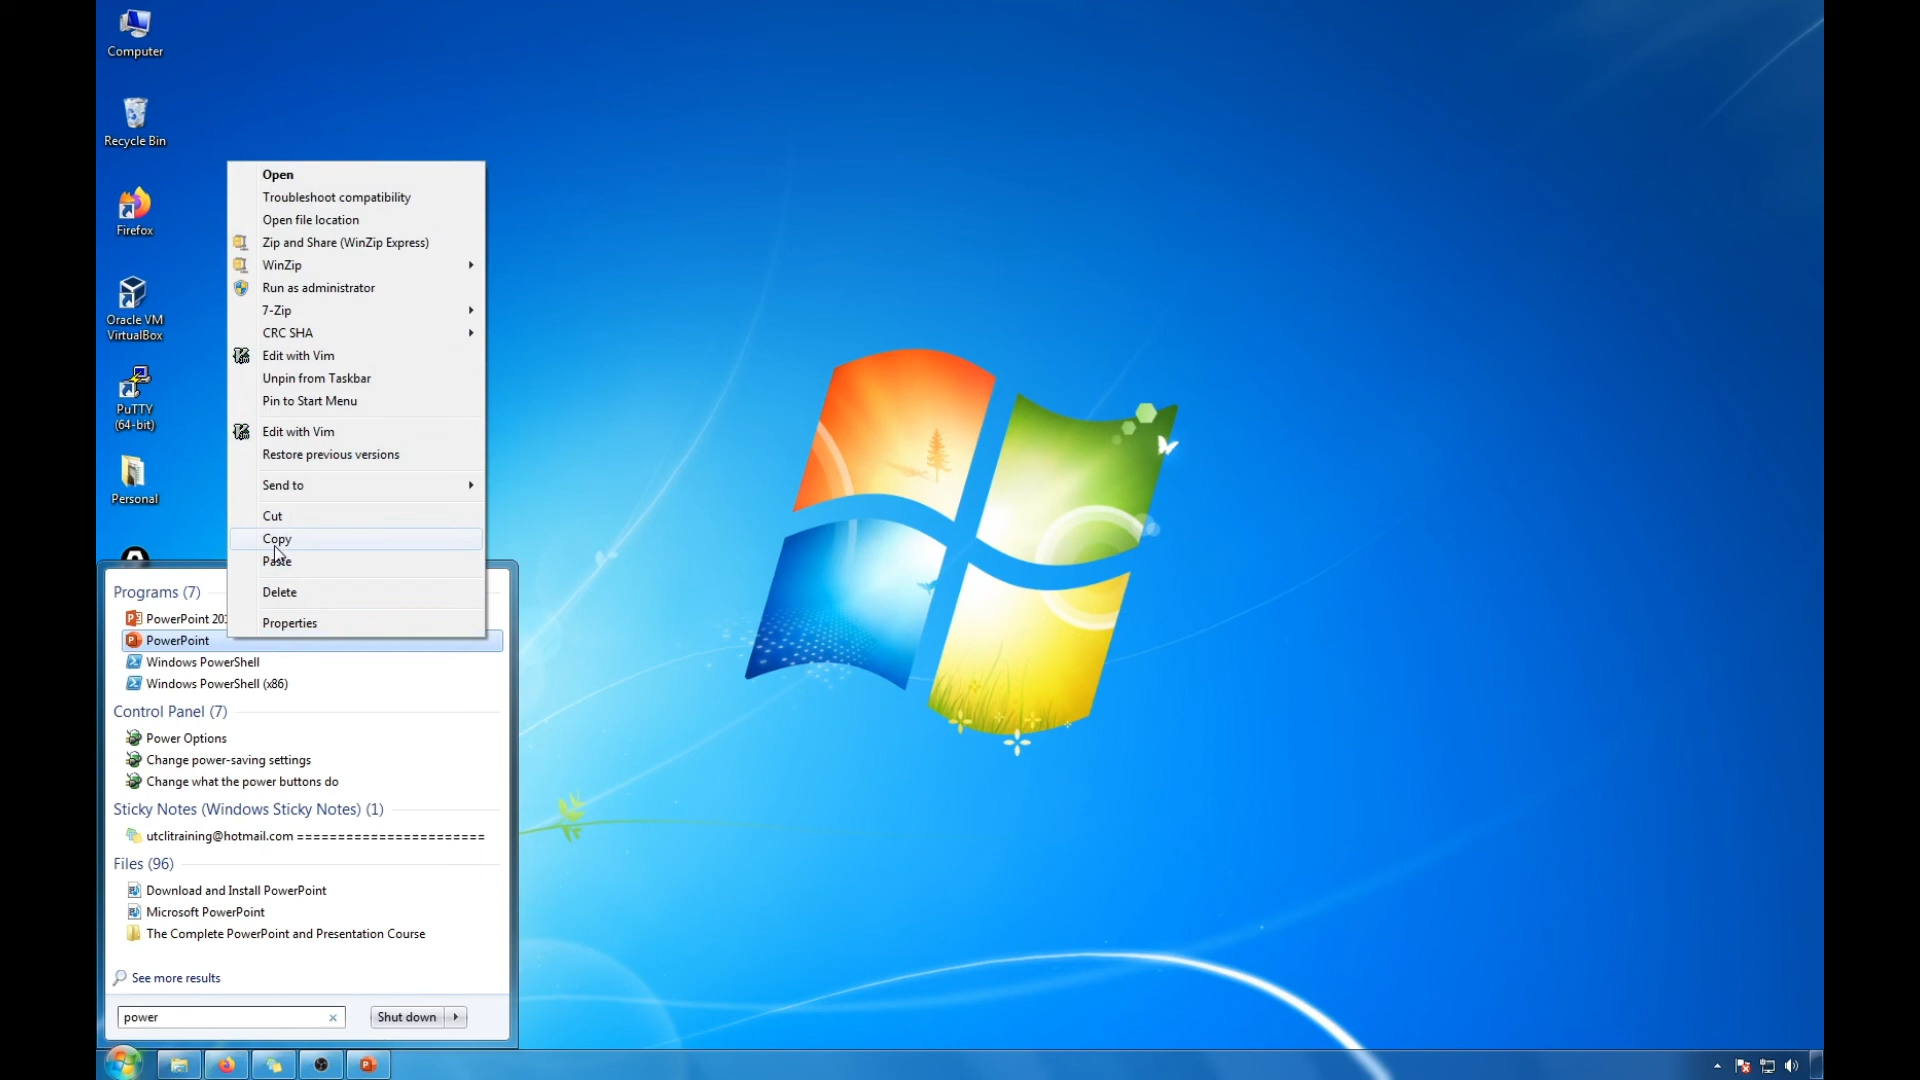 Computer
Recycle Bin
Firefox
Oracle VM
VirtualBox
PuTTY
(64-bit)
Personal
Open
Troubleshoot compatibility
Open file location
Zip and Share (WinZip Express)
WinZip
Run as administrator
7-Zip
CRC SHA
Edit with Vim
Unpin from Taskbar
Pin to Start Menu
Edit with Vim
Restore previous versions
Send to
Cut
Copy
Paste
Delete
Properties
Programs (7)
PowerPoint
PowerPoint
Windows PowerShell
Windows PowerShell (x86)
Control Panel (7)
Power Options
Change power-saving settings
Change what the power buttons do
Sticky Notes (Windows Sticky Notes) (1)
utclitraining@hotmail.com =======================
Files (96)
Download and Install PowerPoint
Microsoft PowerPoint
The Complete PowerPoint and Presentation Course
See more results
power
Shut down